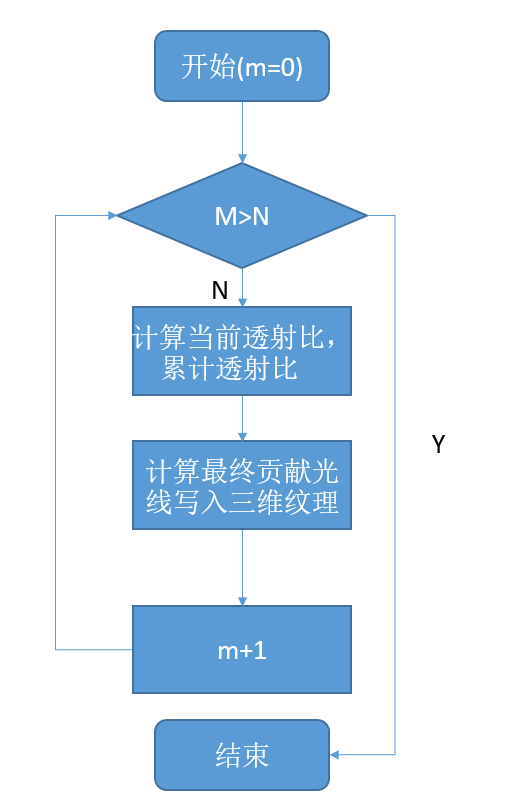 开始(m=0)
M>N
N
计算当前透射比，
累计透射比
Y
计算最终贡献光
线写入三维纹理
m+1
结束